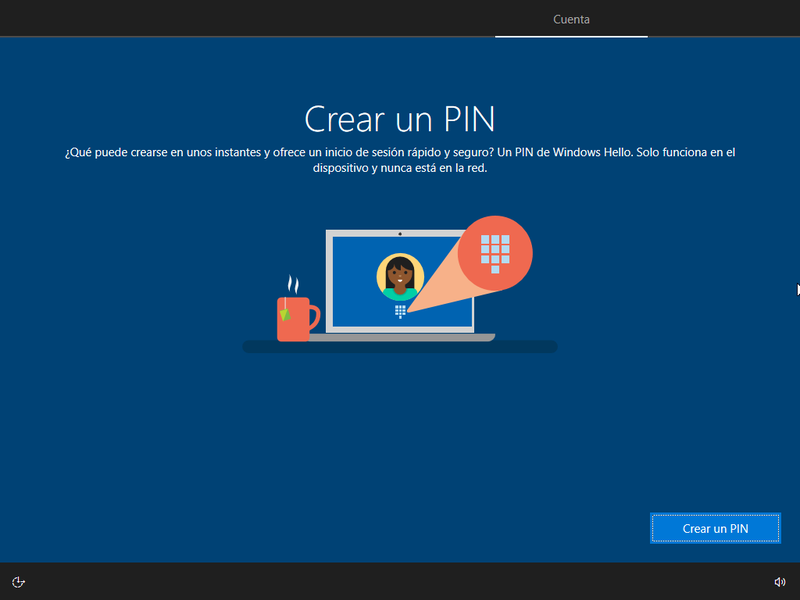 Cuenta
Crear un PIN
¿Qué puede crearse en unos instantes y ofrece un inicio de sesión rápido y seguro? Un PIN de Windows Hello. Solo funciona en el
dispositivo y nunca está en la red.
Crear un PIN